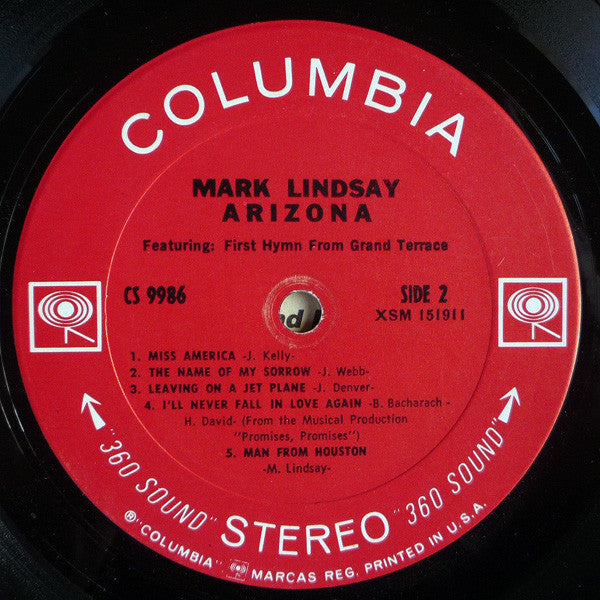 COLUMBIA
MARK LINDSAY
ARIZONA
Featuring: First Hymn From Grand Terrace
CS 9986
SIDE 2
XSM 151911
1. MISS AMERICA -J. Kelly-
2. THE NAME OF MY SORROW -J. Webb-
3. LEAVING ON A JET PLANE -J. Denver-
4. I'LL NEVER FALL IN LOVE AGAIN -B. Bacharach -
H. David- (From the Musical Production
"Promises, Promises")
5. MAN FROM HOUSTON
-M. Lindsay-
"360 SOUND" STEREO "360 SOUND"
® "COLUMBIA" MARCAS REG. PRINTED IN U.S.A.